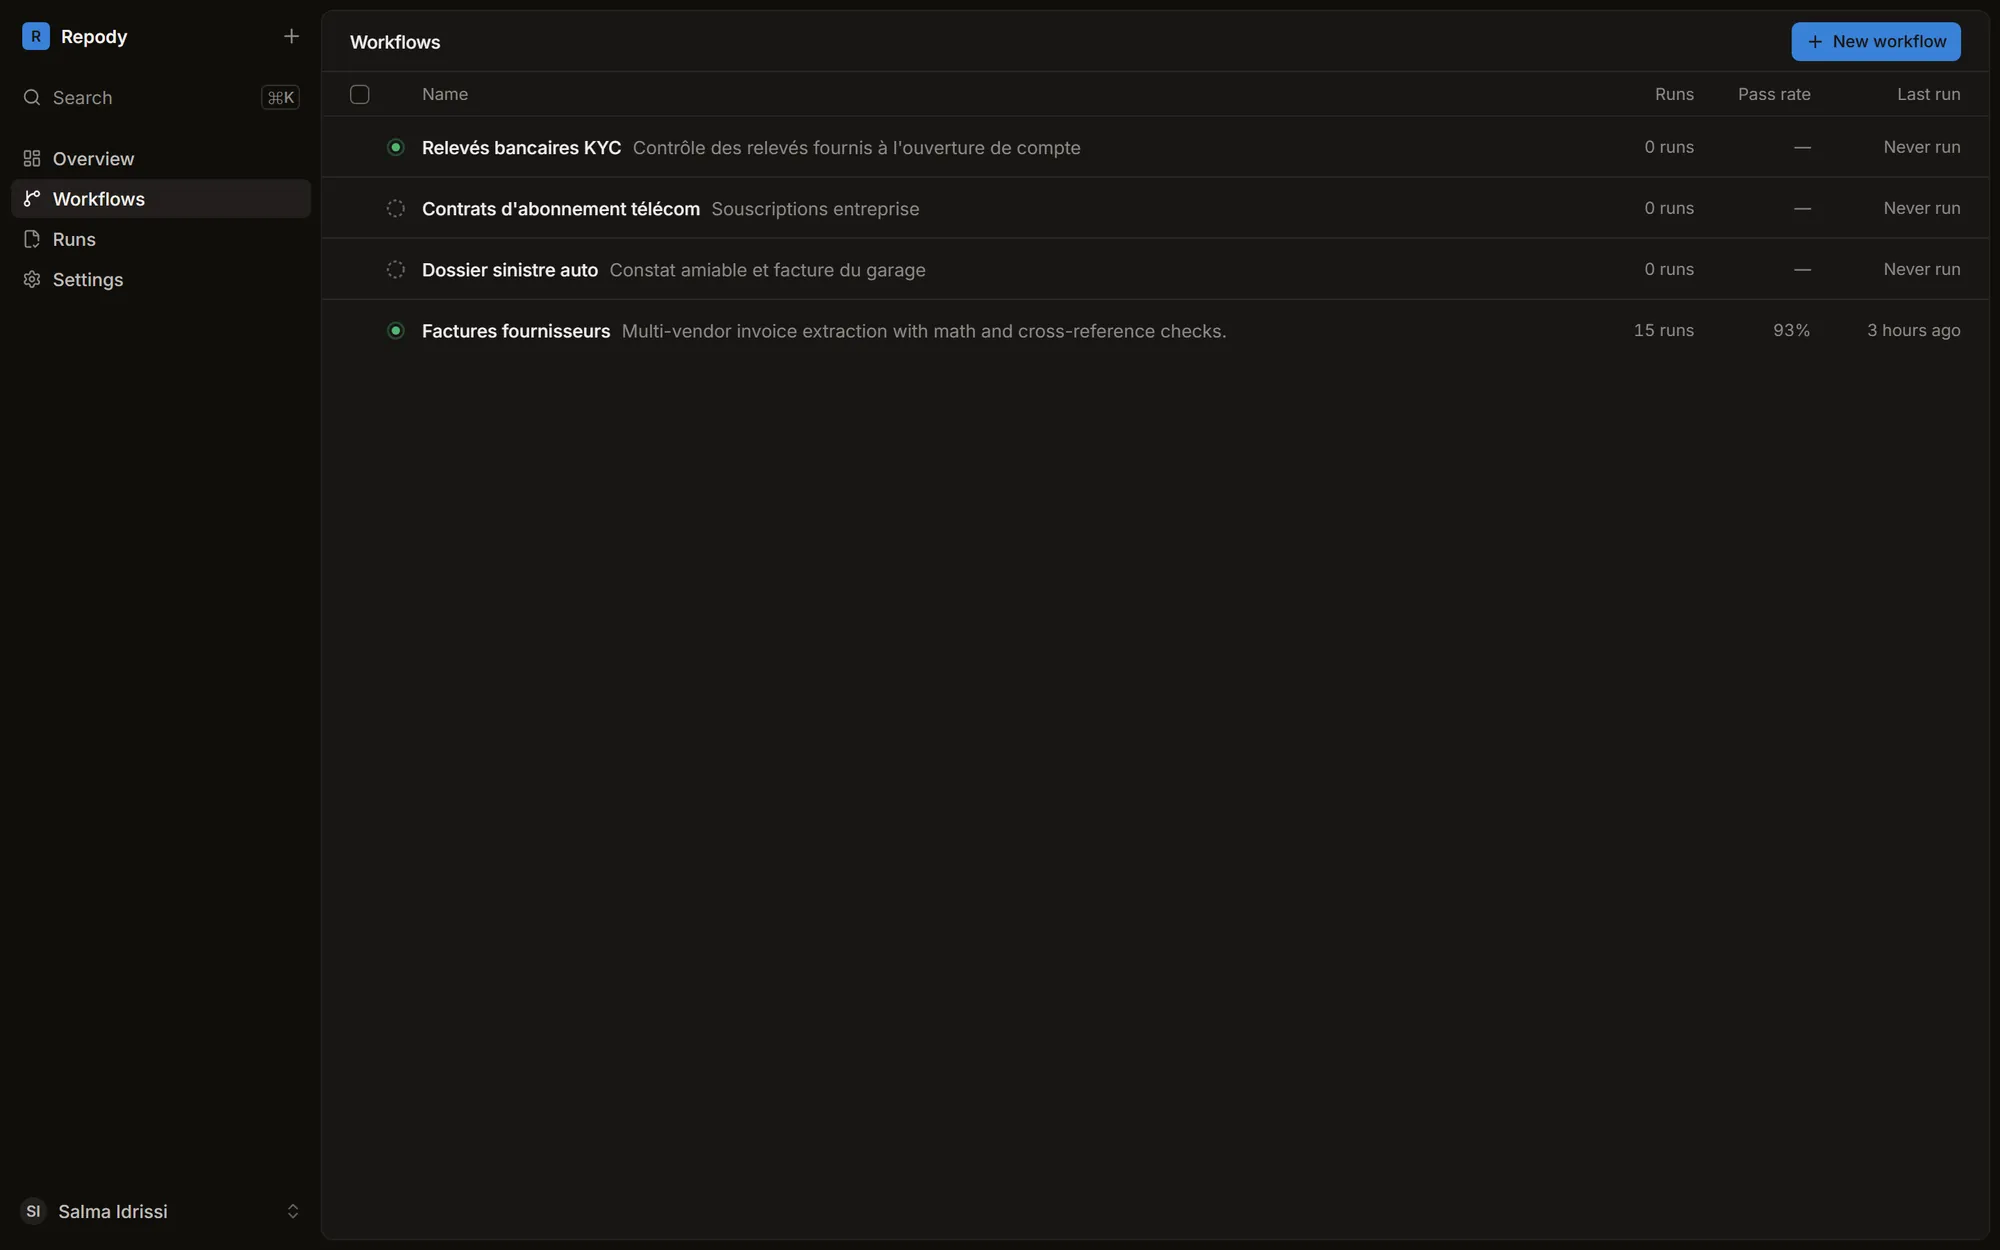 R Repody
Search ⌘K
Overview
Workflows
Runs
Settings
SI Salma Idrissi
Workflows
+ New workflow
Name Runs Pass rate Last run
Relevés bancaires KYC Contrôle des relevés fournis à l'ouverture de compte 0 runs — Never run
Contrats d'abonnement télécom Souscriptions entreprise 0 runs — Never run
Dossier sinistre auto Constat amiable et facture du garage 0 runs — Never run
Factures fournisseurs Multi-vendor invoice extraction with math and cross-reference checks. 15 runs 93% 3 hours ago